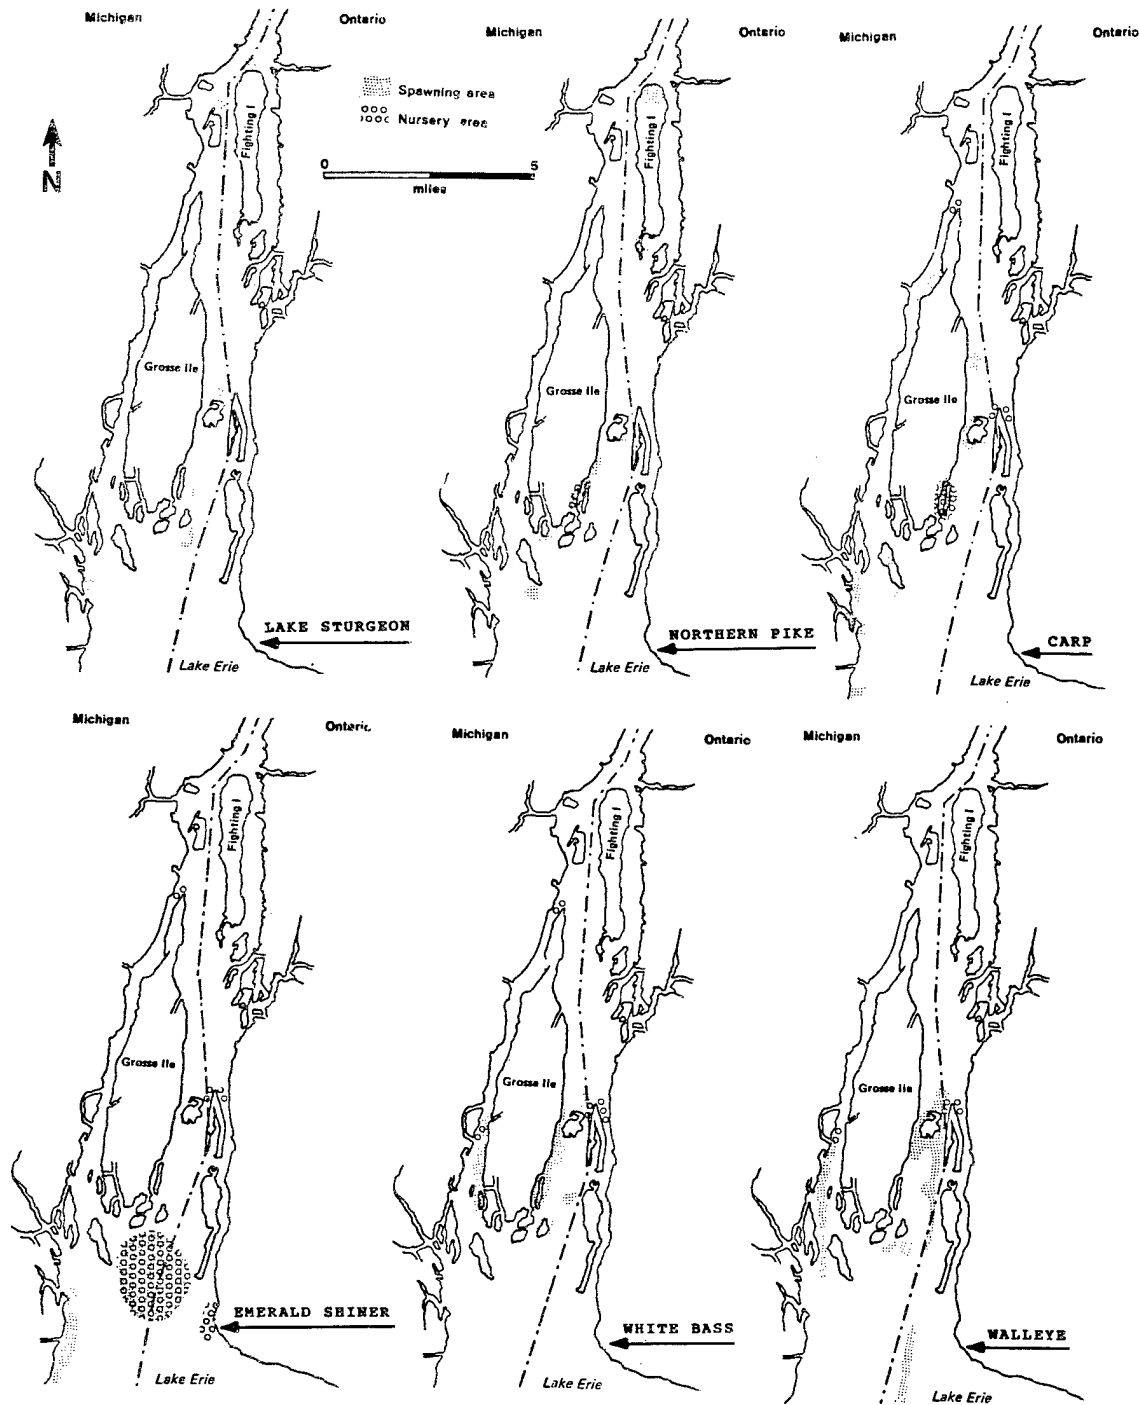 Michigan
Ontario
Michigan
Ontario
Michigan
Ontario
Spawning area
Nursery area
N
0 5
miles
Fighting I
Fighting I
Fighting I
Grosse Ile
Grosse Ile
Grosse Ile
LAKE STURGEON
NORTHERN PIKE
CARP
Lake Erie
Lake Erie
Lake Erie
Michigan
Ontario
Michigan
Ontario
Michigan
Ontario
Fighting I
Fighting I
Fighting I
Grosse Ile
Grosse Ile
Grosse Ile
EMERALD SHINER
WHITE BASS
WALLEYE
Lake Erie
Lake Erie
Lake Erie